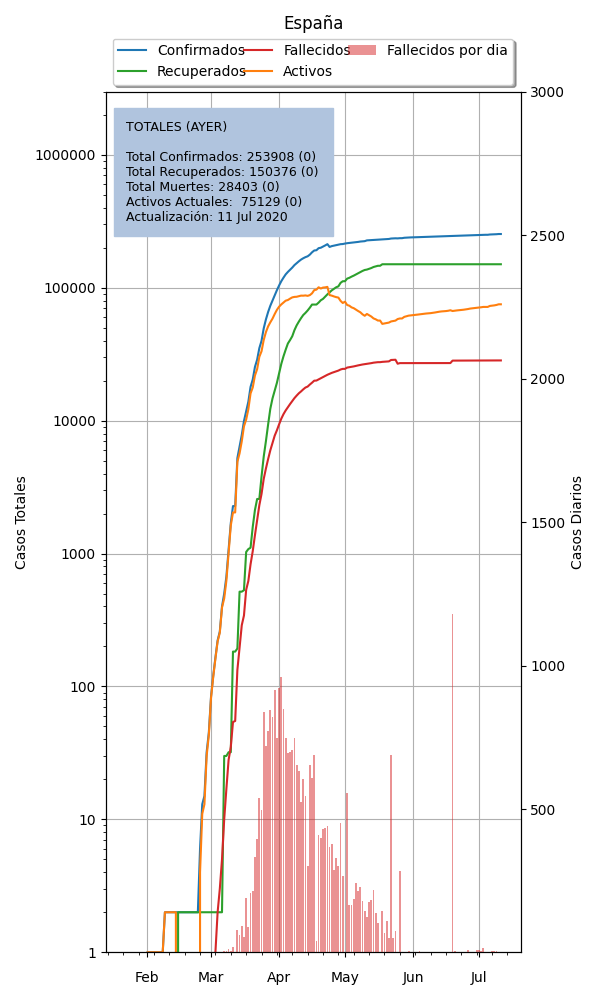 España
Confirmados Fallecidos Fallecidos por dia
Recuperados Activos
TOTALES (AYER)
Total Confirmados: 253908 (0)
Total Recuperados: 150376 (0)
Total Muertes: 28403 (0)
Activos Actuales: 75129 (0)
Actualización: 11 Jul 2020
Casos Totales
1000000
100000
10000
1000
100
10
1
3000
2500
2000
1500
1000
500
Casos Diarios
Feb Mar Apr May Jun Jul